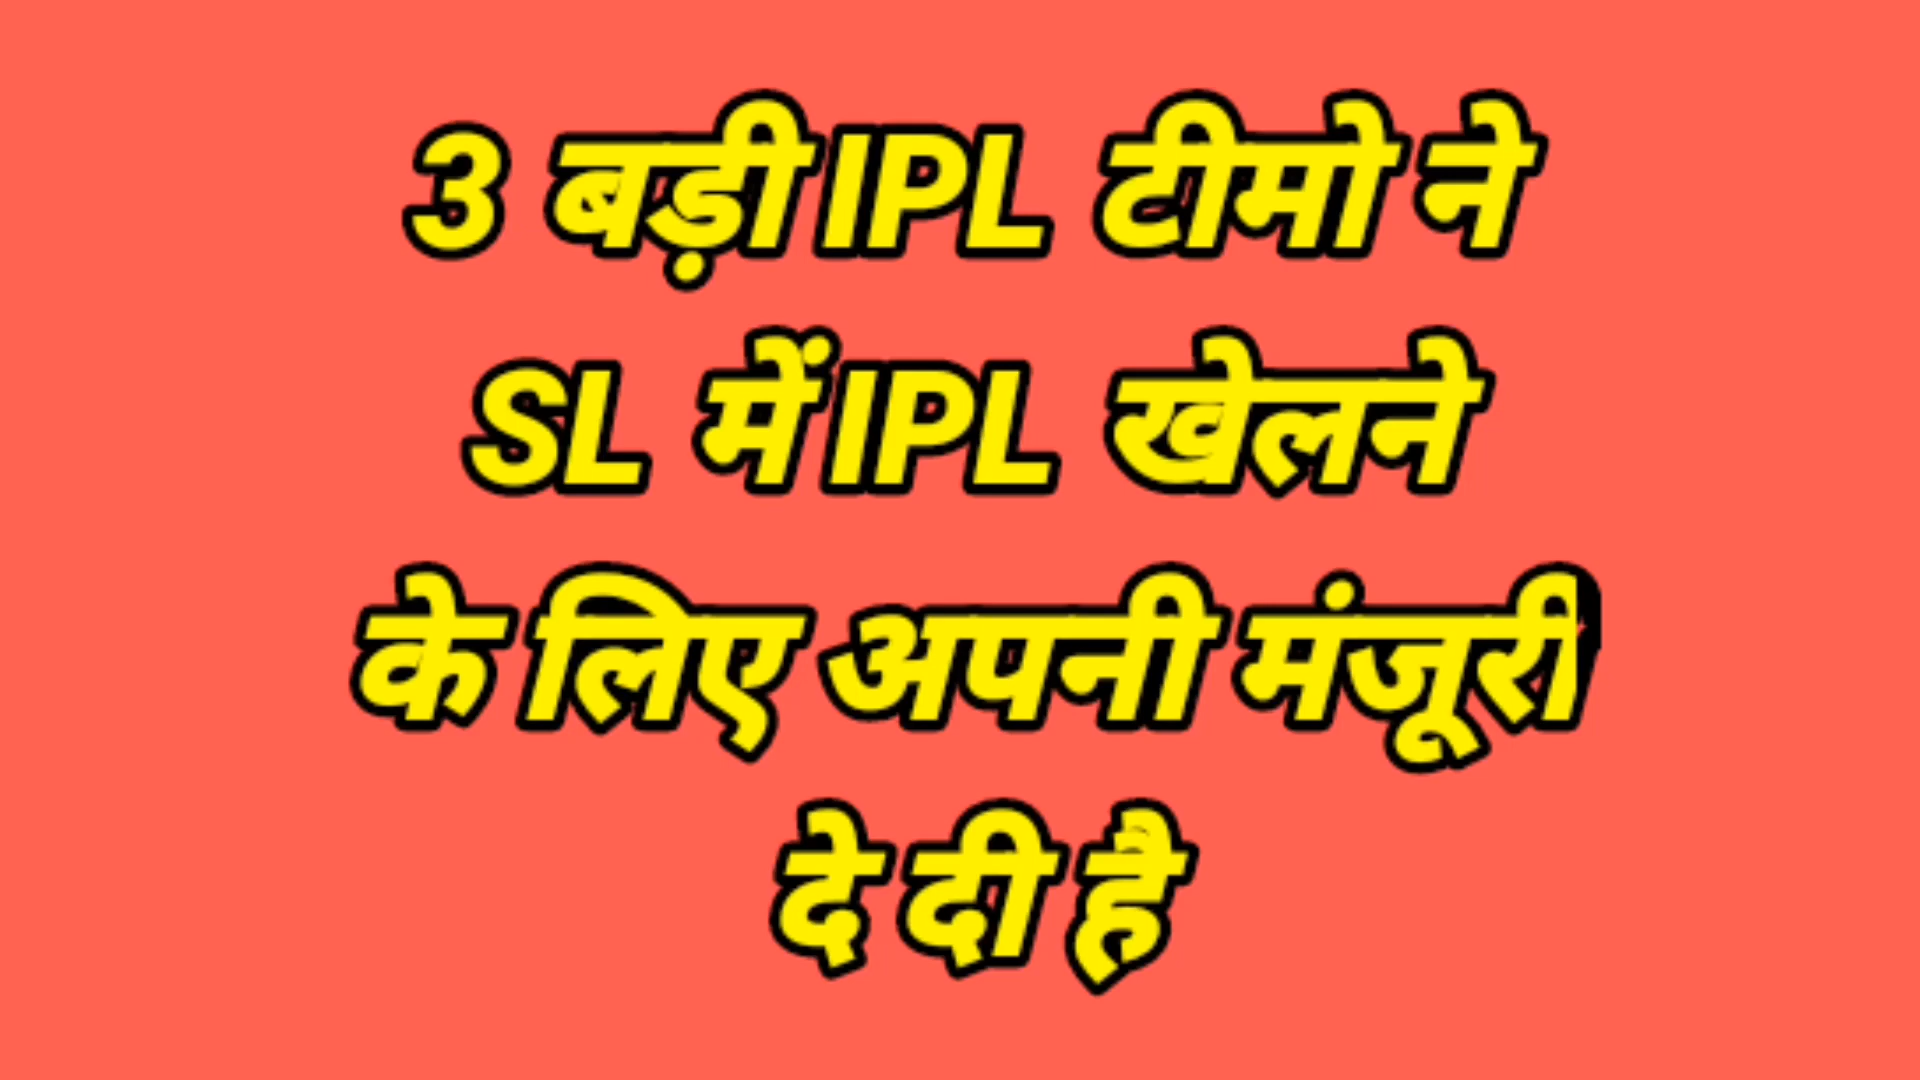 3 बड़ी IPL टीमो ने
SL में IPL खेलने
के लिए अपनी मंजूरी
दे दी है